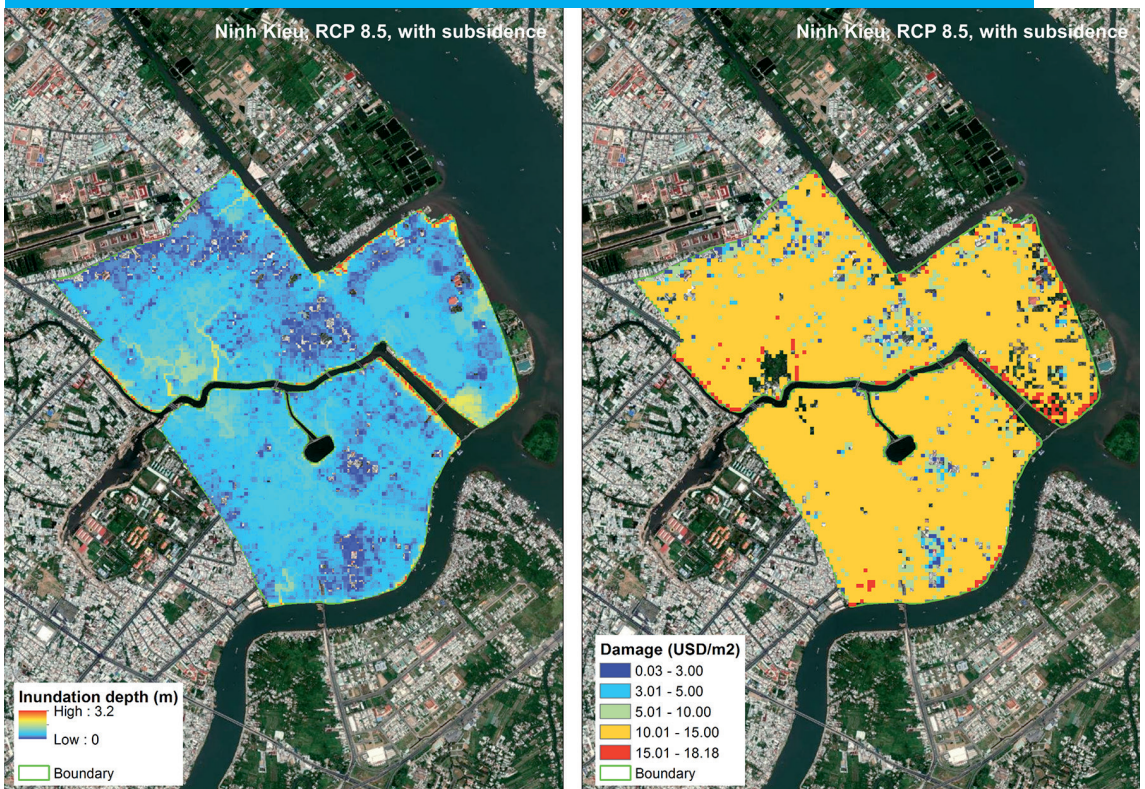 Ninh Kieu, RCP 8.5, with subsidence
Inundation depth (m)
High : 3.2
Low : 0
Boundary
Ninh Kieu, RCP 8.5, with subsidence
Damage (USD/m2)
0.03 - 3.00
3.01 - 5.00
5.01 - 10.00
10.01 - 15.00
15.01 - 18.18
Boundary